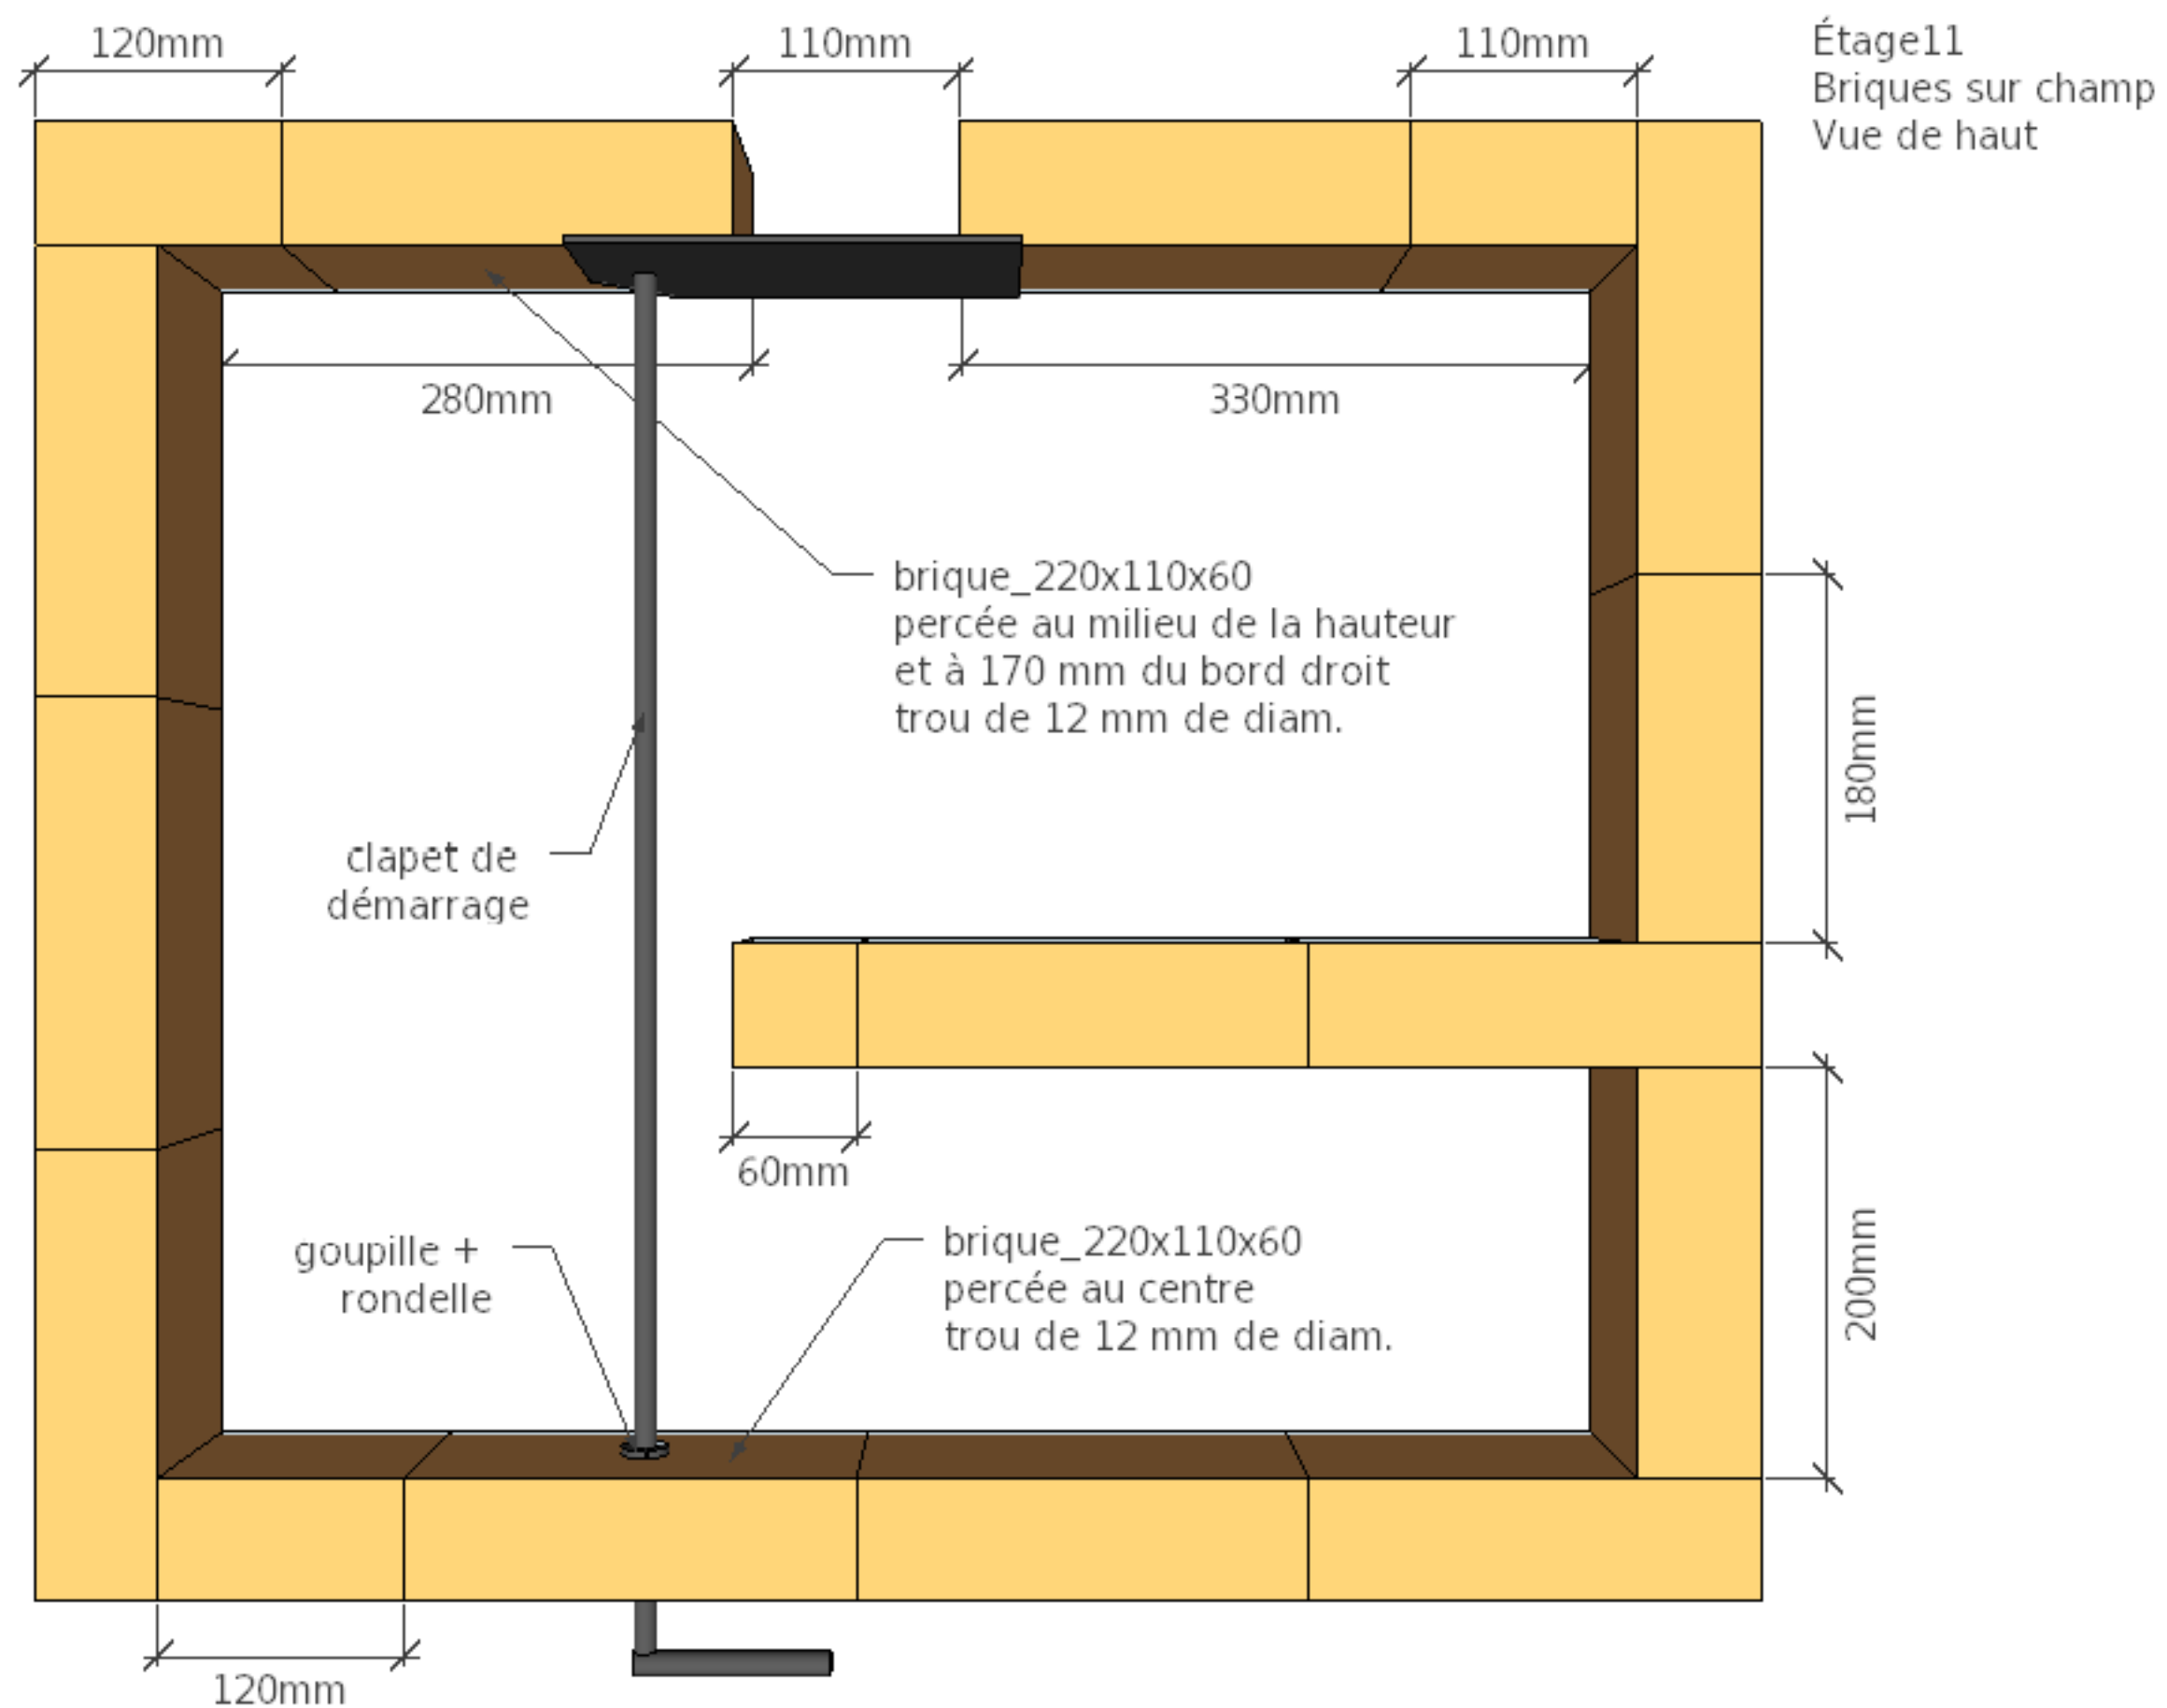 120mm
110mm
110mm
Étage11
Briques sur champ
Vue de haut
280mm
330mm
brique_220x110x60
percée au milieu de la hauteur
et à 170 mm du bord droit
trou de 12 mm de diam.
180mm
clapet de
démarrage
60mm
goupille +
rondelle
brique_220x110x60
percée au centre
trou de 12 mm de diam.
200mm
120mm